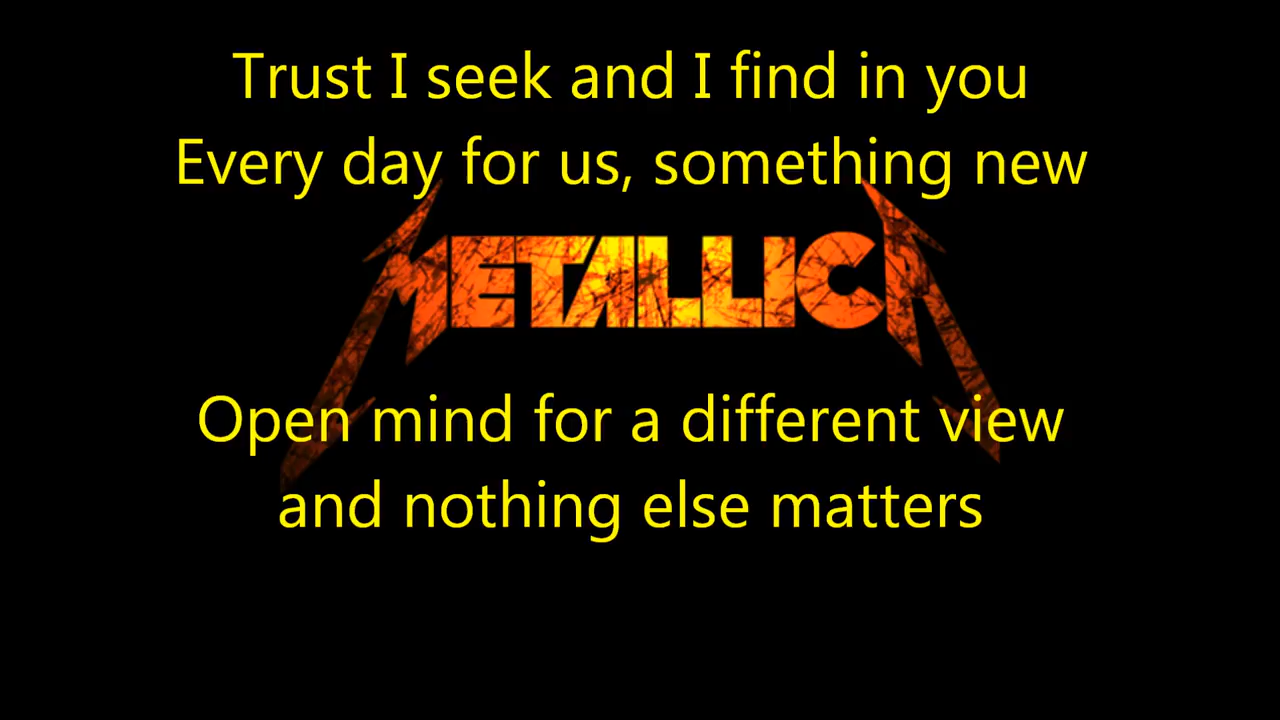 Trust I seek and I find in you
Every day for us, something new
METALLICA
Open mind for a different view
and nothing else matters